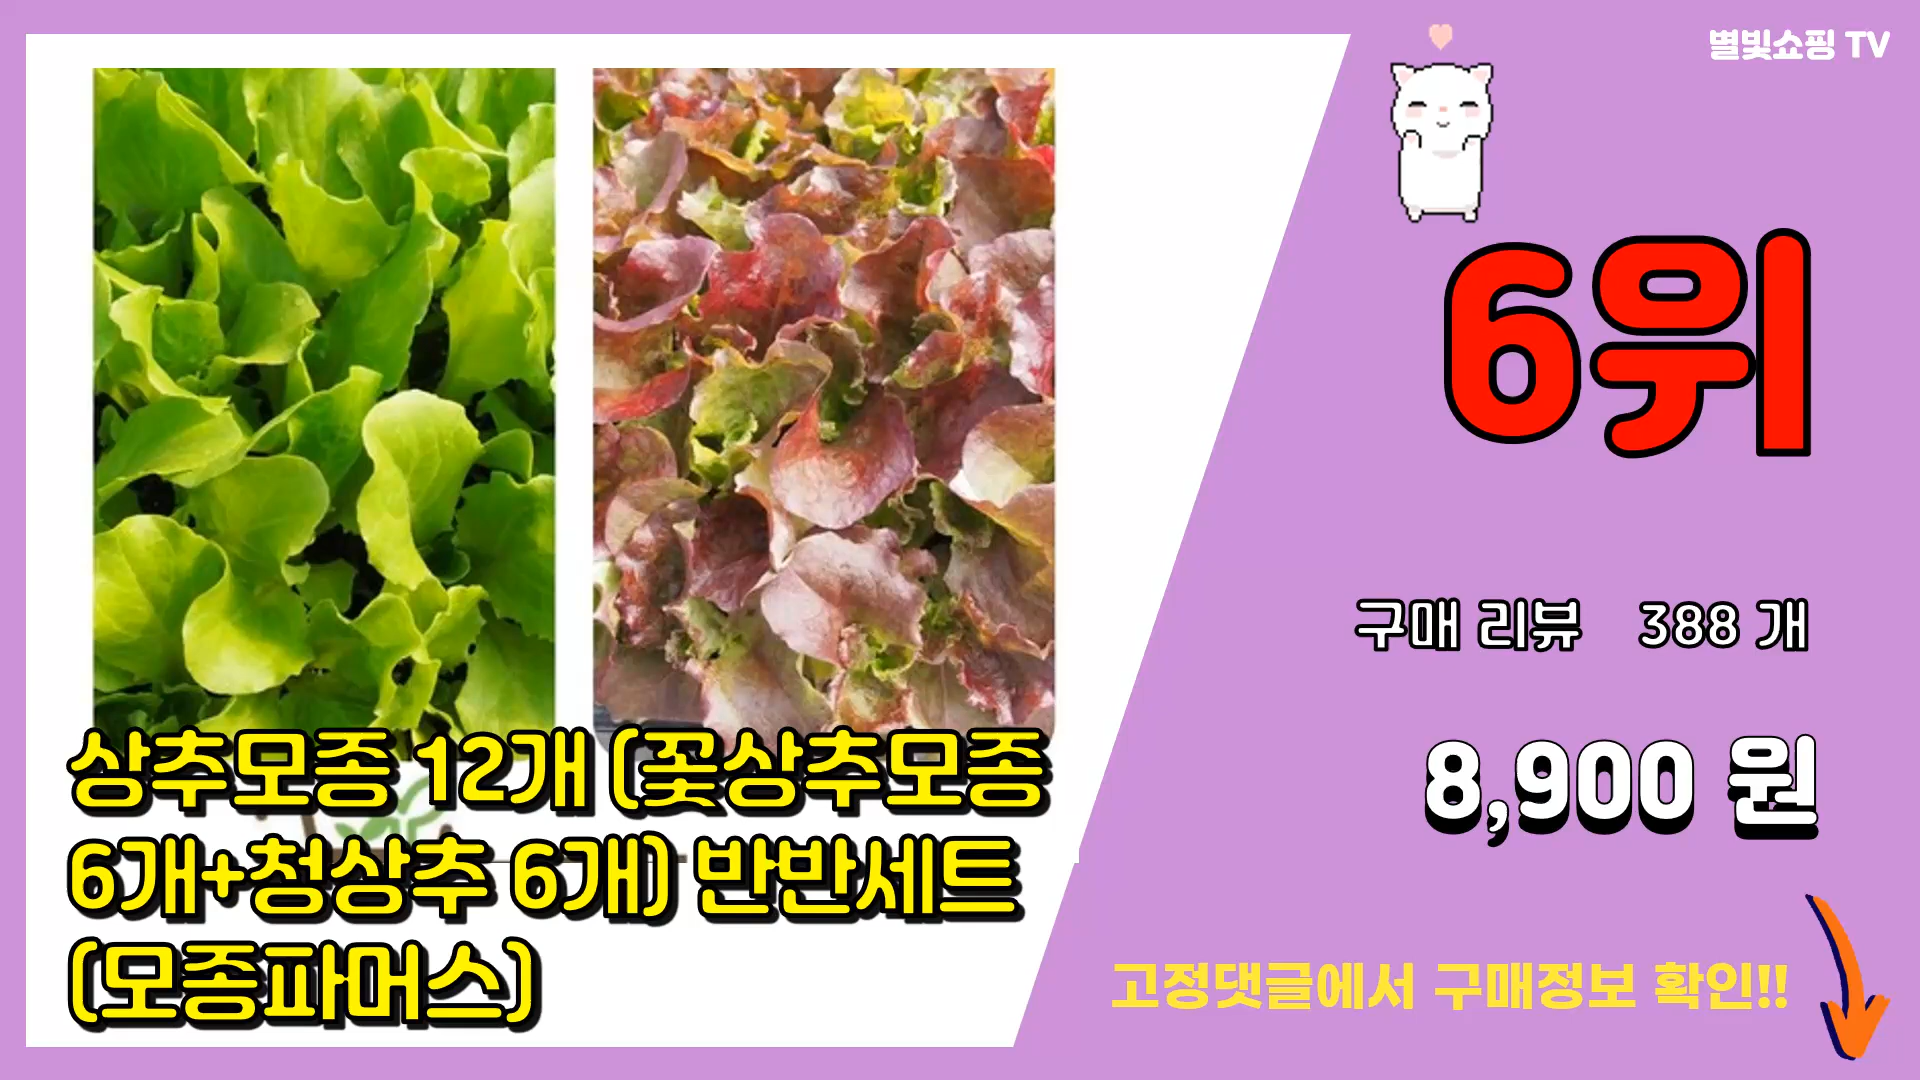 별빛쇼핑 TV
6위
구매 리뷰 388 개
8,900 원
상추모종 12개 (꽃상추모종
6개+청상추 6개) 반반세트
(모종파머스)
고정댓글에서 구매정보 확인!!